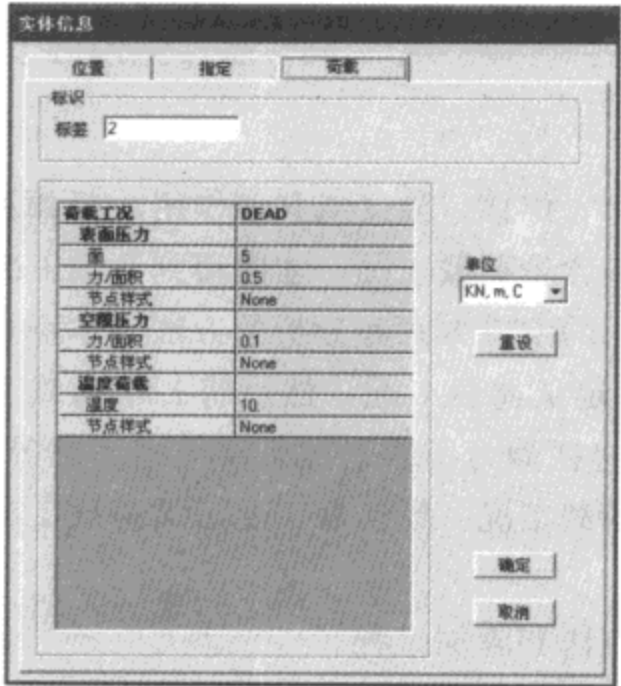 实体信息
位置 指定 荷载
标识
标签 2
荷载工况 DEAD
表面压力
面 5
力/面积 0.5
节点样式 None
空隙压力
力/面积 0.1
节点样式 None
温度荷载
温度 10.
节点样式 None
单位
KN, m, C
重设
确定
取消